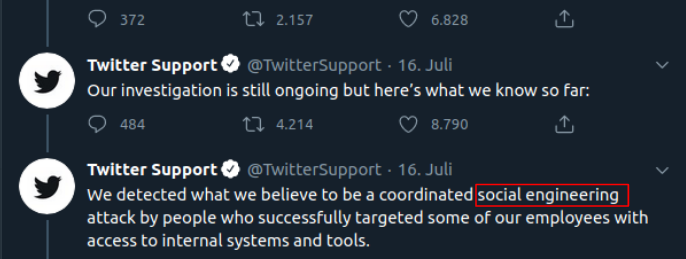 372 2.157 6.828
Twitter Support @TwitterSupport · 16. Juli
Our investigation is still ongoing but here’s what we know so far:
484 4.214 8.790
Twitter Support @TwitterSupport · 16. Juli
We detected what we believe to be a coordinated social engineering
attack by people who successfully targeted some of our employees with
access to internal systems and tools.